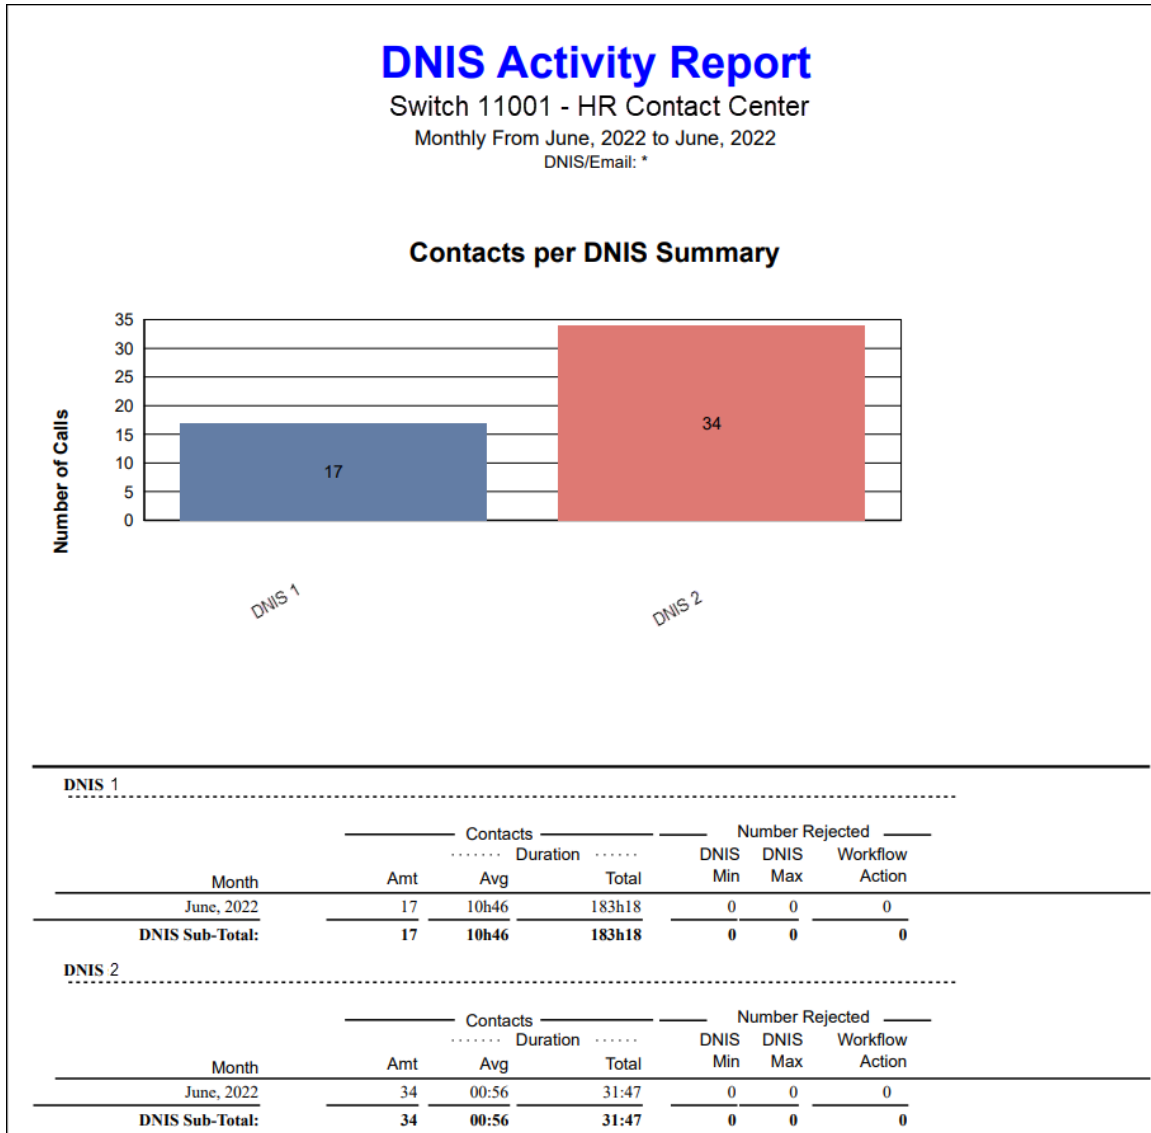 DNIS Activity Report
Switch 11001 - HR Contact Center
Monthly From June, 2022 to June, 2022
DNIS/Email: *
Contacts per DNIS Summary
Number of Calls
35
30
25
20
15
10
5
0
17
34
DNIS 1
DNIS 2
DNIS 1
Contacts Number Rejected
Duration DNIS DNIS Workflow
Month Amt Avg Total Min Max Action
June, 2022 17 10h46 183h18 0 0 0
DNIS Sub-Total: 17 10h46 183h18 0 0 0
DNIS 2
Contacts Number Rejected
Duration DNIS DNIS Workflow
Month Amt Avg Total Min Max Action
June, 2022 34 00:56 31:47 0 0 0
DNIS Sub-Total: 34 00:56 31:47 0 0 0